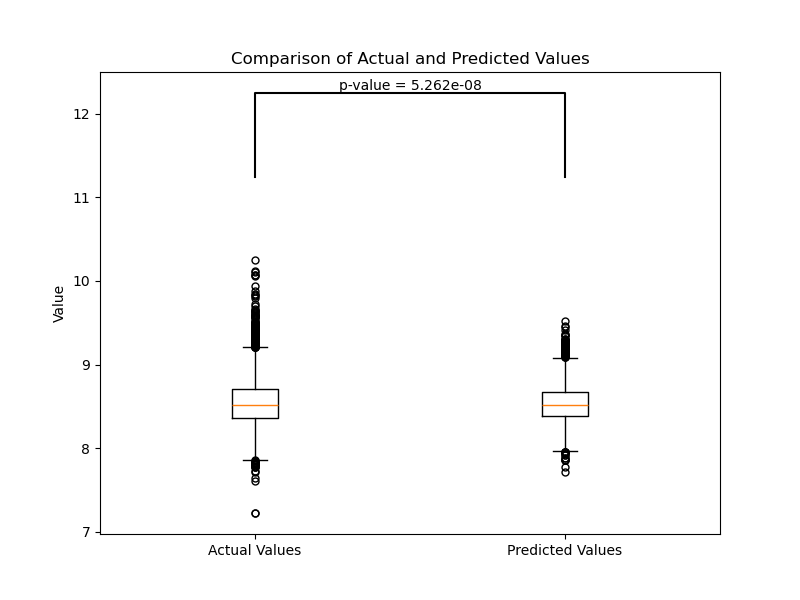 Comparison of Actual and Predicted Values
p-value = 5.262e-08
12
11
10
9
8
7
Value
Actual Values
Predicted Values